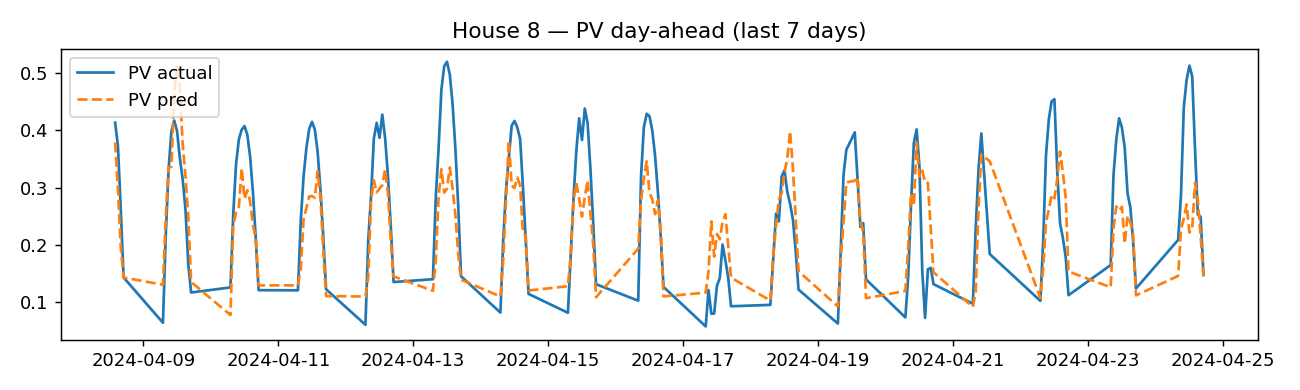 House 8 — PV day-ahead (last 7 days)
PV actual
PV pred
0.5
0.4
0.3
0.2
0.1
2024-04-09 2024-04-11 2024-04-13 2024-04-15 2024-04-17 2024-04-19 2024-04-21 2024-04-23 2024-04-25